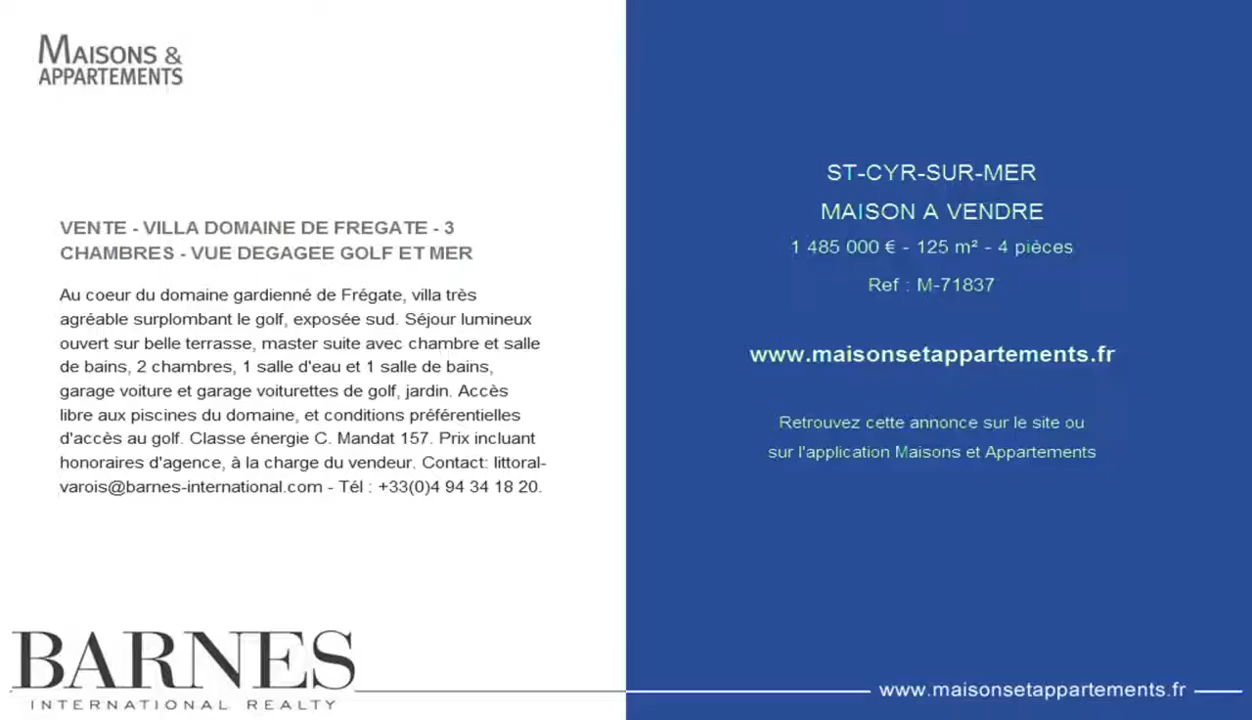 MAISONS &
APPARTEMENTS
VENTE - VILLA DOMAINE DE FREGATE - 3
CHAMBRES - VUE DEGAGEE GOLF ET MER
Au coeur du domaine gardienné de Frégate, villa très
agréable surplombant le golf, exposée sud. Séjour lumineux
ouvert sur belle terrasse, master suite avec chambre et salle
de bains, 2 chambres, 1 salle d'eau et 1 salle de bains,
garage voiture et garage voiturettes de golf, jardin. Accès
libre aux piscines du domaine, et conditions préférentielles
d'accès au golf. Classe énergie C. Mandat 157. Prix incluant
honoraires d'agence, à la charge du vendeur. Contact: littoral-
varois@barnes-international.com - Tél : +33(0)4 94 34 18 20.
BARNES
INTERNATIONAL REALTY
ST-CYR-SUR-MER
MAISON A VENDRE
1 485 000 € - 125 m² - 4 pièces
Ref : M-71837
www.maisonsetappartements.fr
Retrouvez cette annonce sur le site ou
sur l'application Maisons et Appartements
www.maisonsetappartements.fr